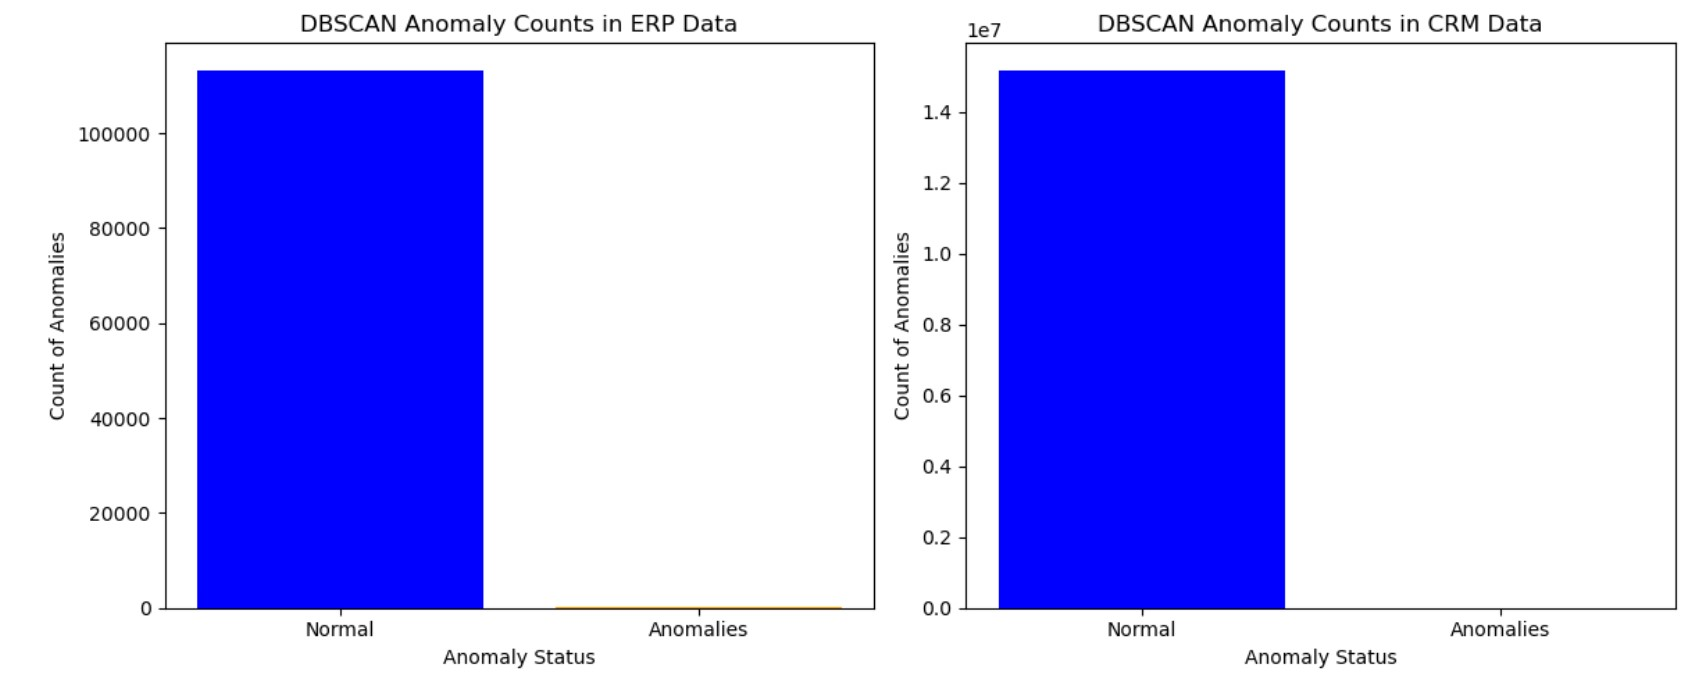 DBSCAN Anomaly Counts in ERP Data
Count of Anomalies
100000
80000
60000
40000
20000
0
Normal
Anomalies
Anomaly Status
DBSCAN Anomaly Counts in CRM Data
1e7
Count of Anomalies
1.4
1.2
1.0
0.8
0.6
0.4
0.2
0.0
Normal
Anomalies
Anomaly Status